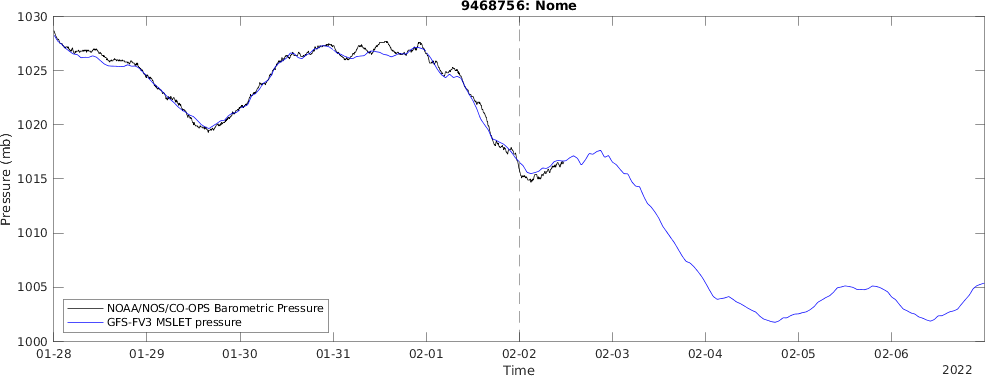 9468756: Nome
1030
1025
1020
1015
1010
1005
1000
Pressure (mb)
NOAA/NOS/CO-OPS Barometric Pressure
GFS-FV3 MSLET pressure
01-28 01-29 01-30 01-31 02-01 02-02 02-03 02-04 02-05 02-06
Time
2022